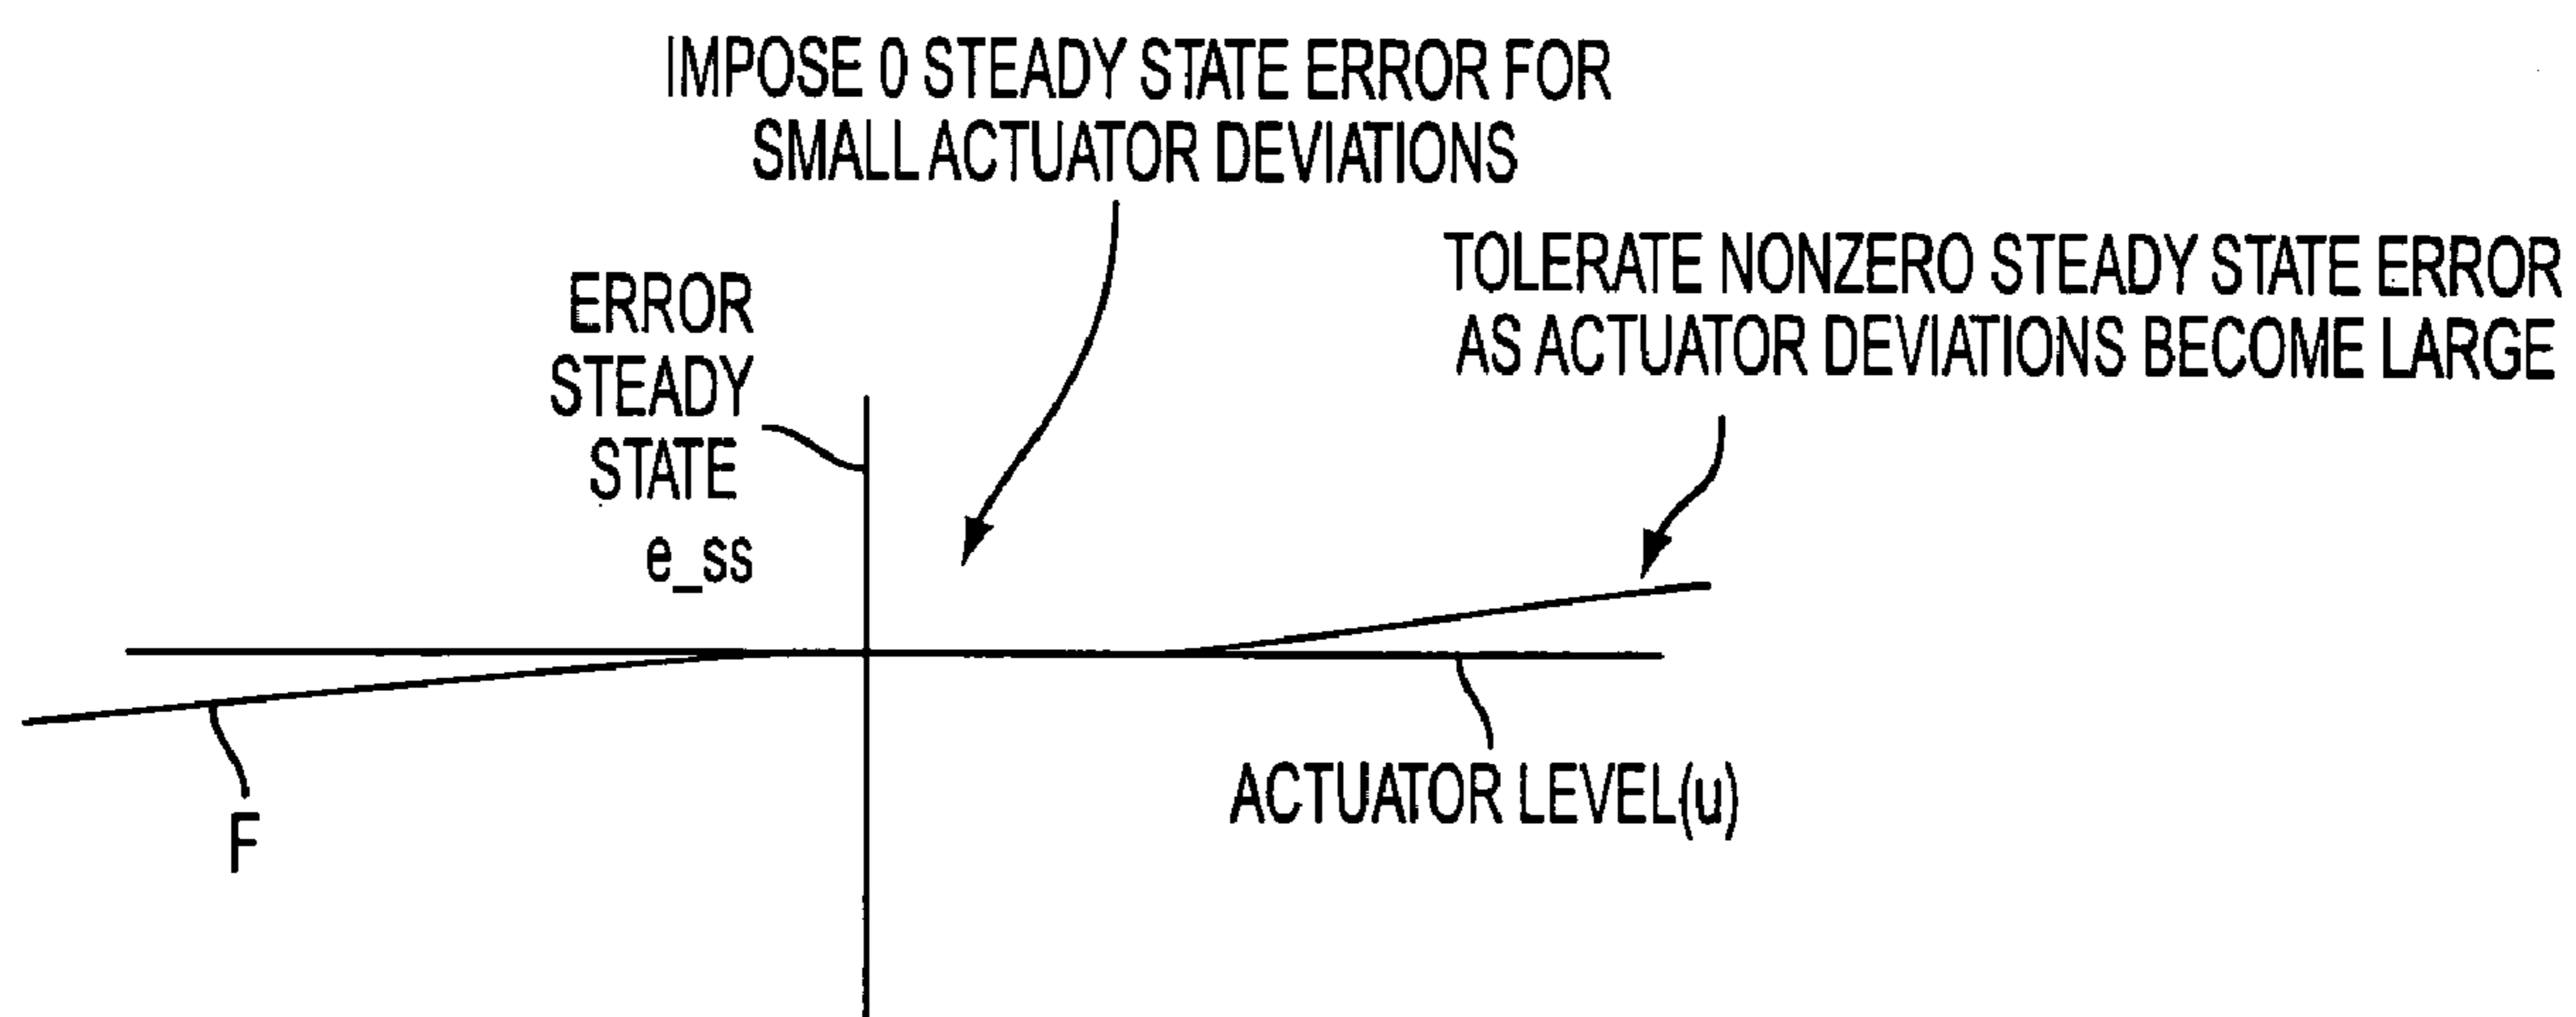 IMPOSE 0 STEADY STATE ERROR FOR
SMALL ACTUATOR DEVIATIONS
TOLERATE NONZERO STEADY STATE ERROR
AS ACTUATOR DEVIATIONS BECOME LARGE
ERROR
STEADY
STATE
e_ss
ACTUATOR LEVEL(u)
F